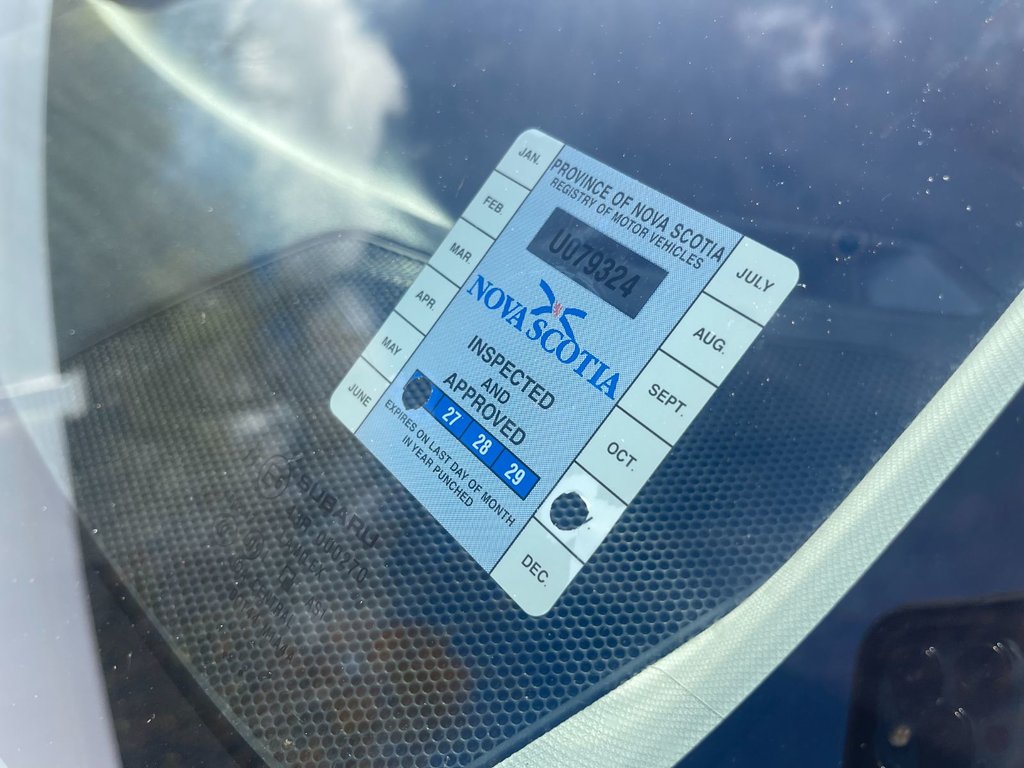 JAN.
FEB.
MAR
APR.
MAY
JUNE
PROVINCE OF NOVA SCOTIA
REGISTRY OF MOTOR VEHICLES
U079324
NOVA SCOTIA
INSPECTED
AND
APPROVED
27 28 29
EXPIRES ON LAST DAY OF MONTH
IN YEAR PUNCHED
JULY
AUG.
SEPT.
OCT.
DEC.
SUBARU